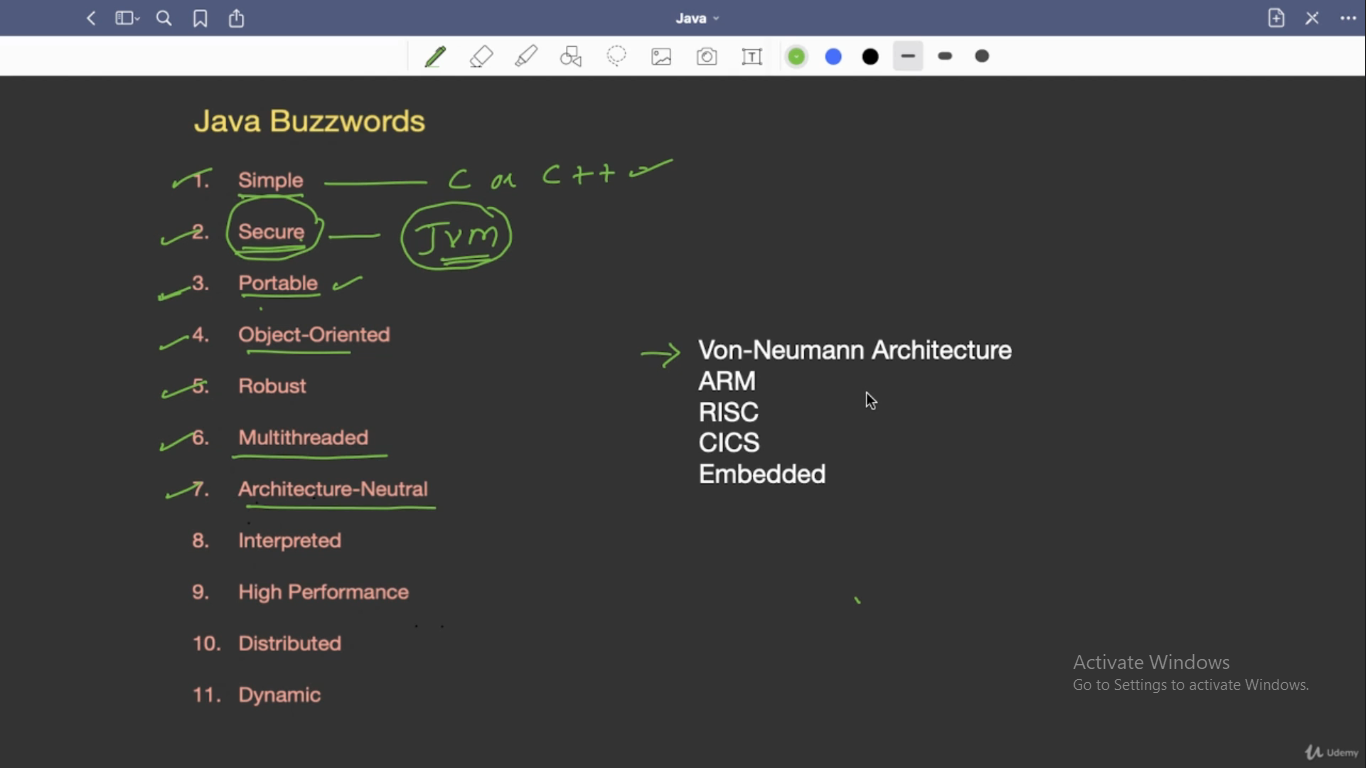 Java
T
Java Buzzwords
1. Simple C or C++
2. Secure Jvm
3. Portable
4. Object-Oriented
5. Robust
6. Multithreaded
7. Architecture-Neutral
8. Interpreted
9. High Performance
10. Distributed
11. Dynamic
Von-Neumann Architecture
ARM
RISC
CICS
Embedded
Activate Windows
Go to Settings to activate Windows.
Udemy